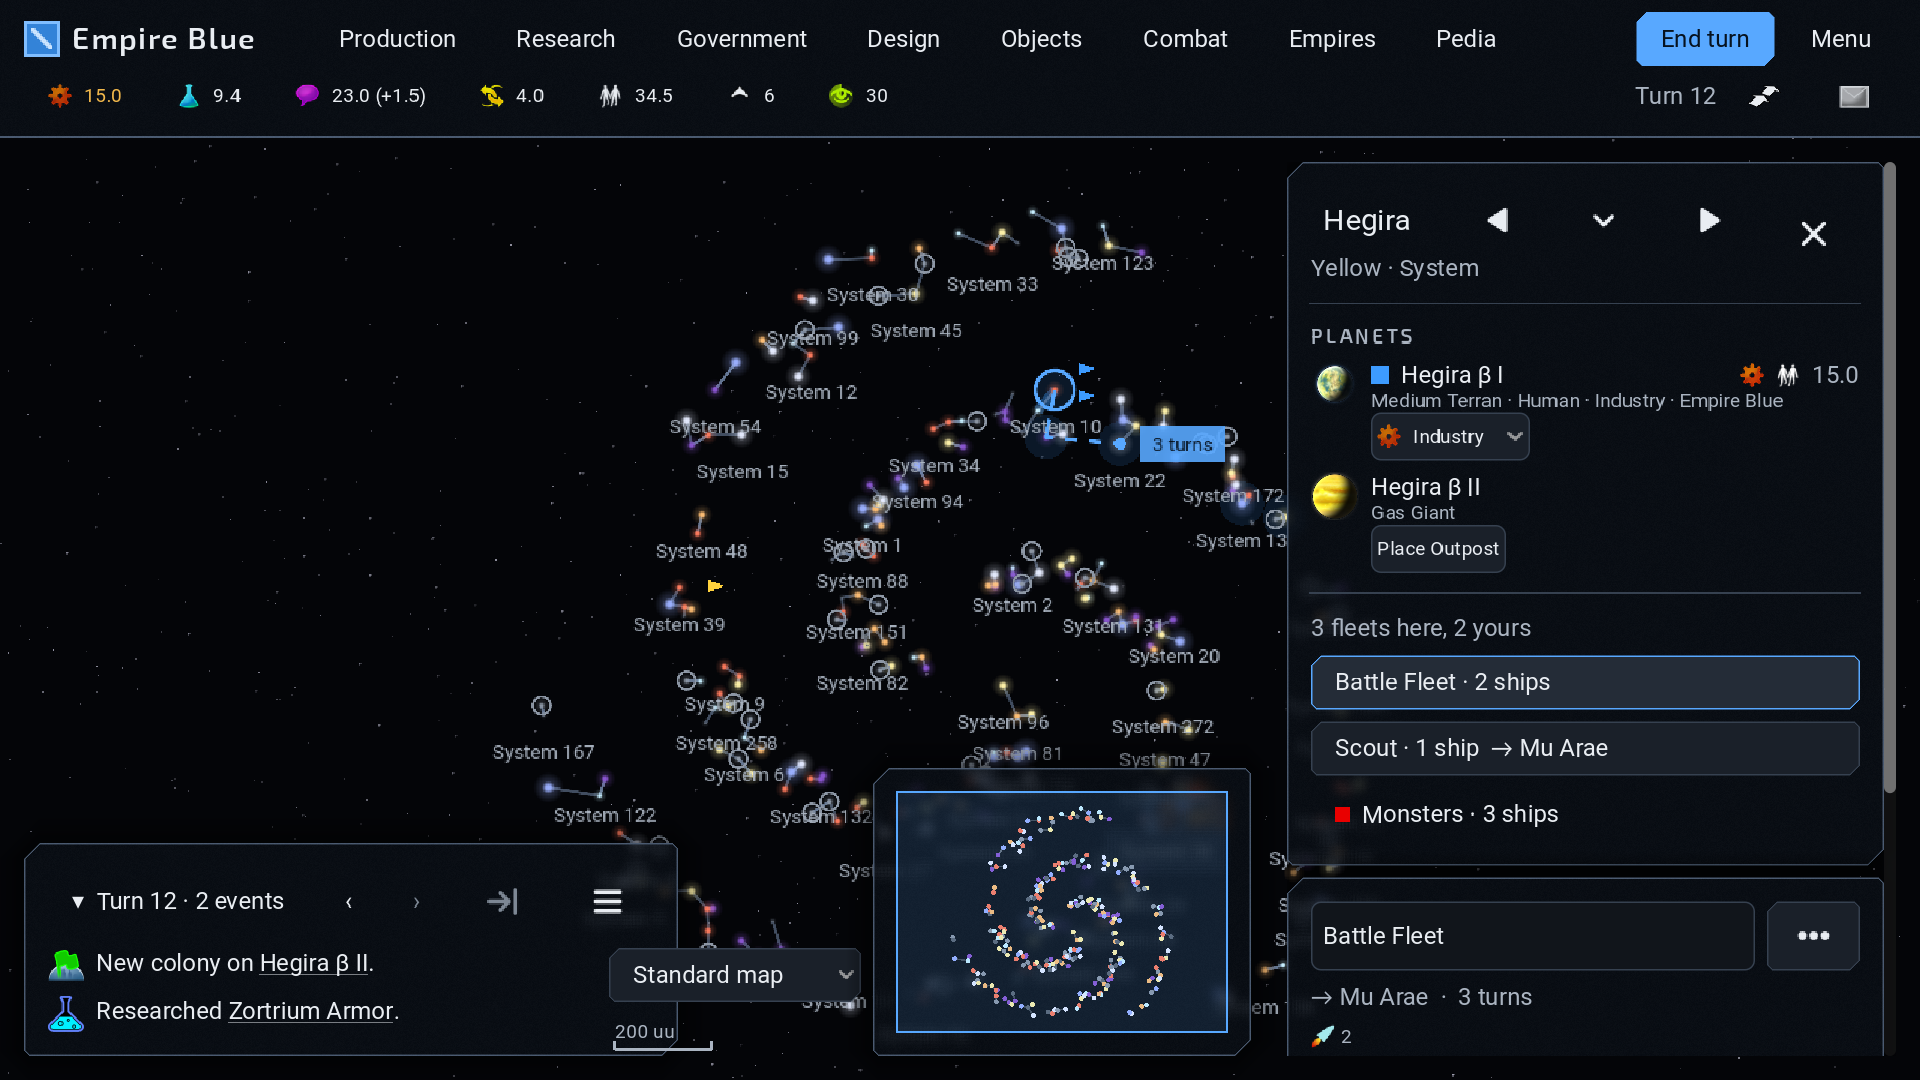 Empire Blue
Production
Research
Government
Design
Objects
Combat
Empires
Pedia
End turn
Menu
15.0
9.4
23.0 (+1.5)
4.0
34.5
6
30
Turn 12
System 123
System 33
System 45
System 99
System 12
System 54
System 15
System 10
3 turns
System 34
System 22
System 94
System 172
System 13
System 48
System 1
System 88
System 2
System 39
System 151
System 131
System 20
System 82
System 9
System 96
System 258
System 167
System 81
System 47
System 6
System 122
System 132
Hegira
Yellow · System
PLANETS
Hegira β I
15.0
Medium Terran · Human · Industry · Empire Blue
Industry
Hegira β II
Gas Giant
Place Outpost
3 fleets here, 2 yours
Battle Fleet · 2 ships
Scout · 1 ship → Mu Arae
Monsters · 3 ships
Battle Fleet
•••
→ Mu Arae · 3 turns
2
▼ Turn 12 · 2 events
‹ ›
New colony on Hegira β II.
Researched Zortrium Armor.
Standard map
200 uu